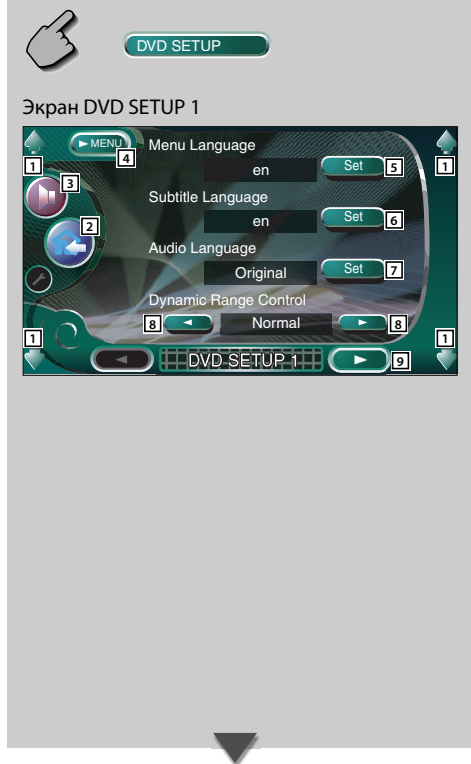 DVD SETUP
Экран DVD SETUP 1
►MENU
4
Menu Language
1
1
en
Set
5
3
Subtitle Language
2
en
Set
6
Audio Language
Original
Set
7
Dynamic Range Control
8
◄
Normal
►
8
1
1
◄
DVD SETUP 1
►
9